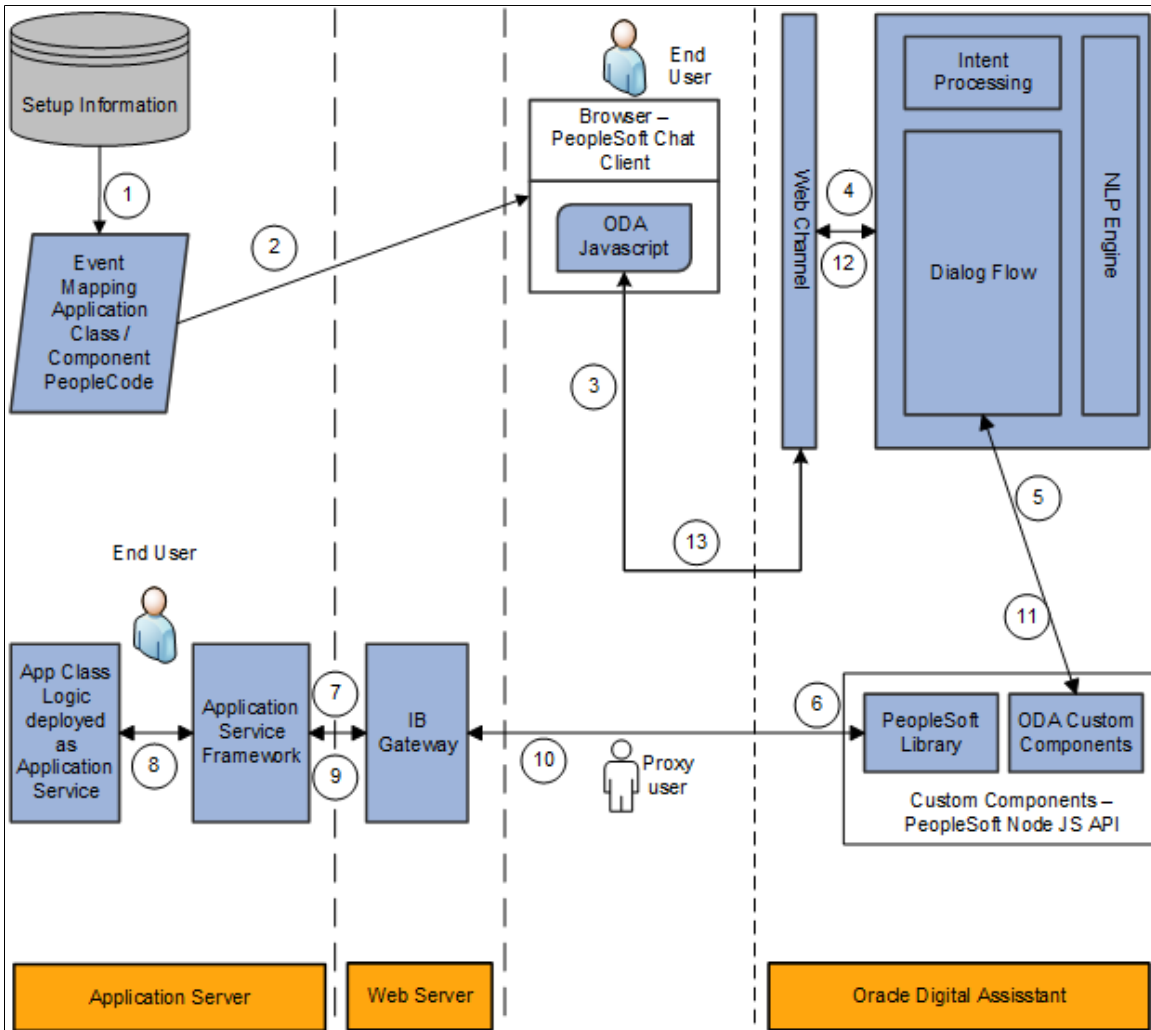 Setup Information
1
Event
Mapping
Application
Class /
Component
PeopleCode
2
End
User
Browser –
PeopleSoft Chat
Client
ODA
Javascript
3
13
Web Channel
4
12
Intent
Processing
Dialog Flow
NLP Engine
5
11
End User
App Class
Logic
deployed
as
Application
Service
8
Application
Service
Framework
7
9
IB
Gateway
10
Proxy
user
6
PeopleSoft
Library
ODA Custom
Components
Custom Components –
PeopleSoft Node JS API
Application Server
Web Server
Oracle Digital Assisstant